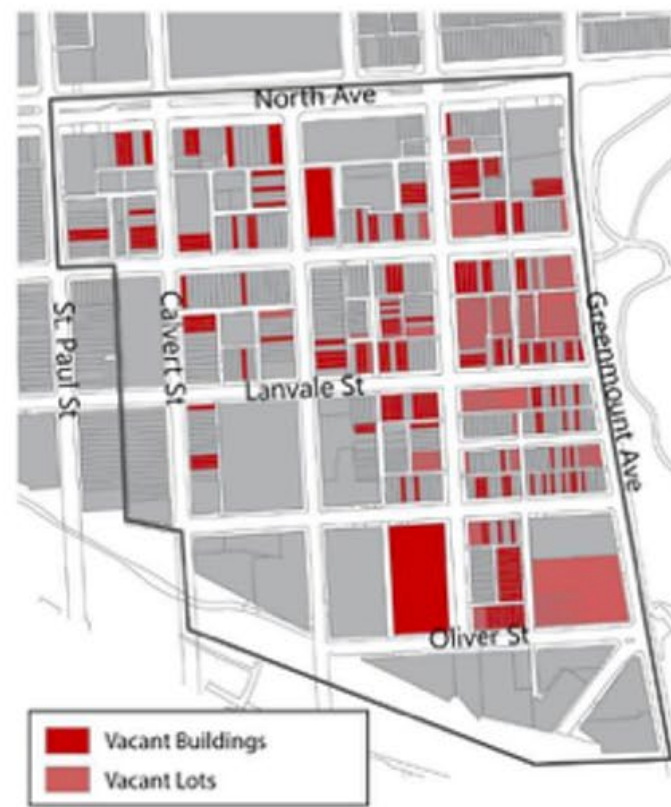 North Ave
St. Paul St
Calvert St
Greenmount Ave
Lanvale St
Oliver St
Vacant Buildings
Vacant Lots